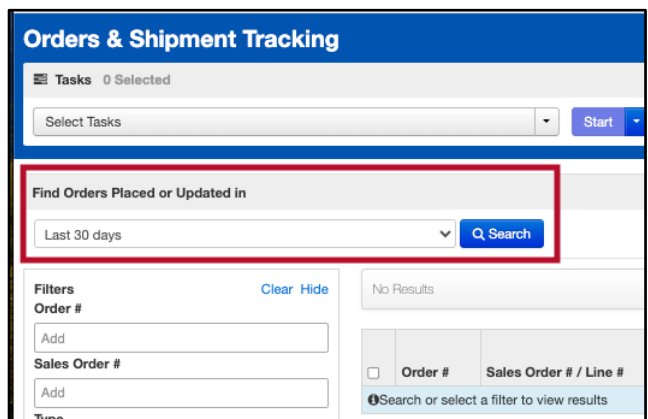 Orders & Shipment Tracking
Tasks 0 Selected
Select Tasks
Start
Find Orders Placed or Updated in
Last 30 days
Search
Filters
Clear Hide
Order #
Add
Sales Order #
Add
Type
No Results
Order #
Sales Order # / Line #
Search or select a filter to view results